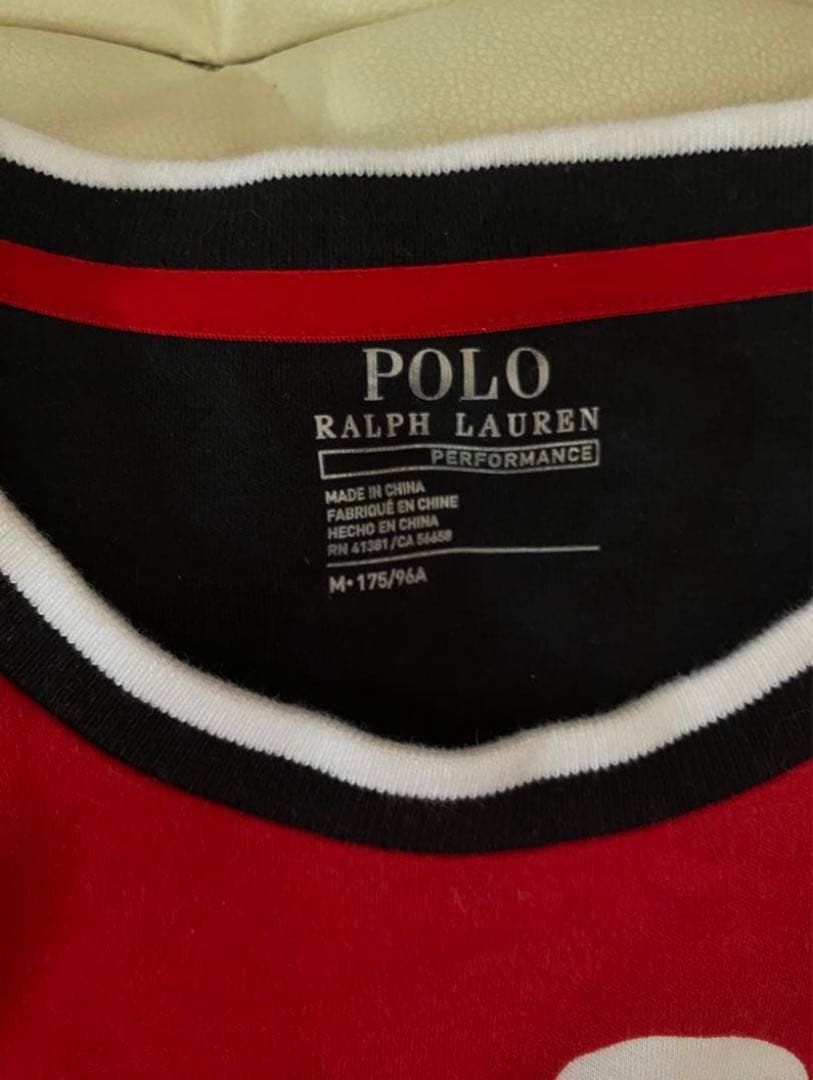 POLO
RALPH LAUREN
PERFORMANCE
MADE IN CHINA
FABRIQUÉ EN CHINE
HECHO EN CHINA
RN 41381/CA 56658
M•175/96A